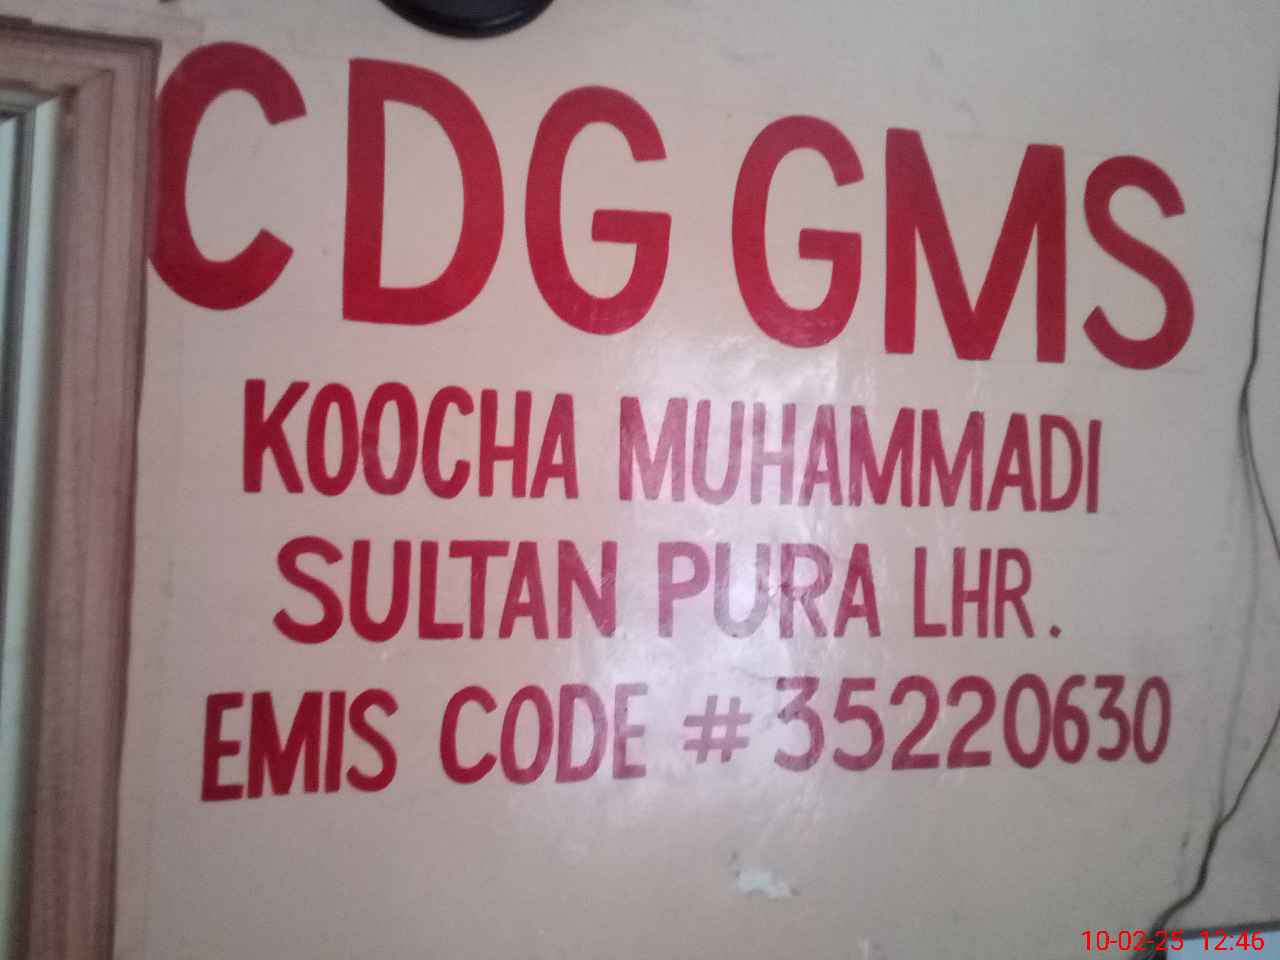 CDG GMS
KOOCHA MUHAMMADI
SULTAN PURA LHR.
EMIS CODE # 35220630
10-02-25 12:46